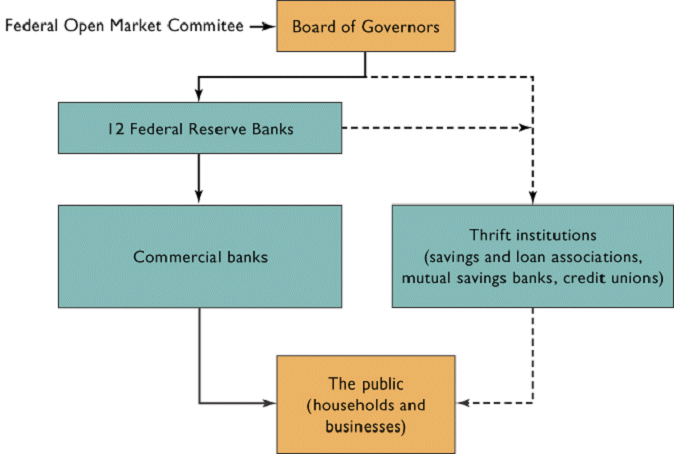 Federal Open Market Commitee
Board of Governors
12 Federal Reserve Banks
Commercial banks
Thrift institutions
(savings and loan associations,
mutual savings banks, credit unions)
The public
(households and
businesses)